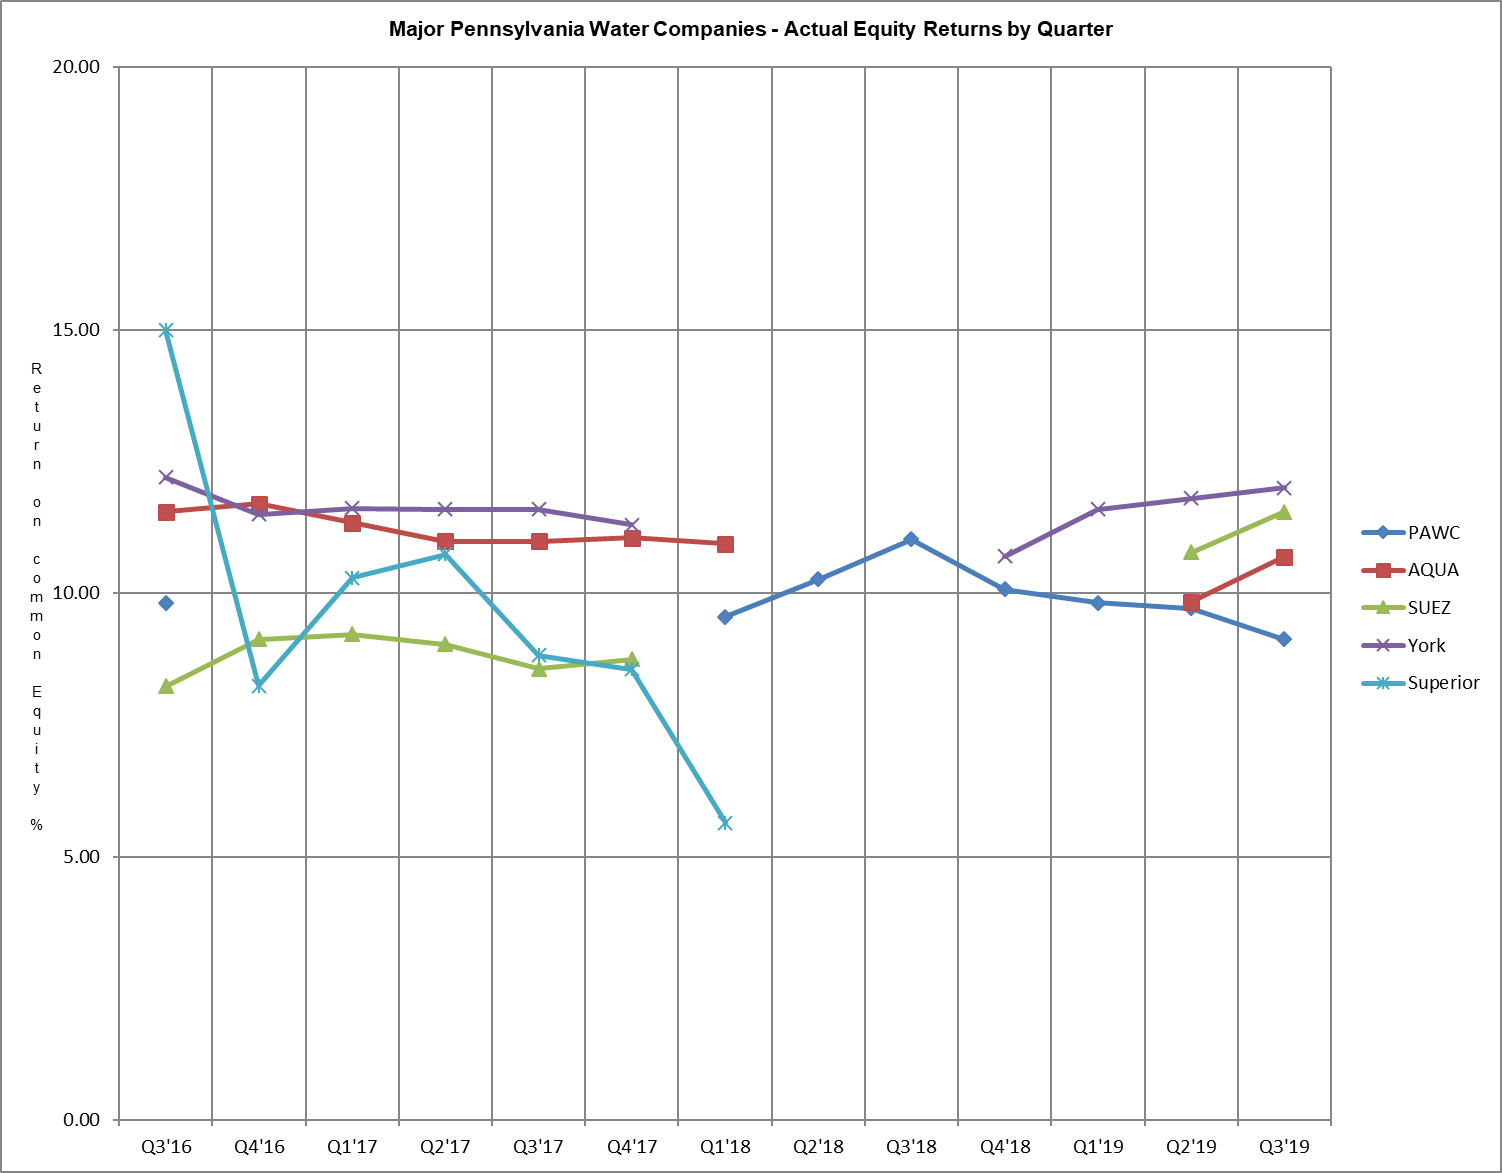 Major Pennsylvania Water Companies - Actual Equity Returns by Quarter
20.00
15.00
10.00
5.00
0.00
Return on common Equity %
Q3'16 Q4'16 Q1'17 Q2'17 Q3'17 Q4'17 Q1'18 Q2'18 Q3'18 Q4'18 Q1'19 Q2'19 Q3'19
PAWC
AQUA
SUEZ
York
Superior